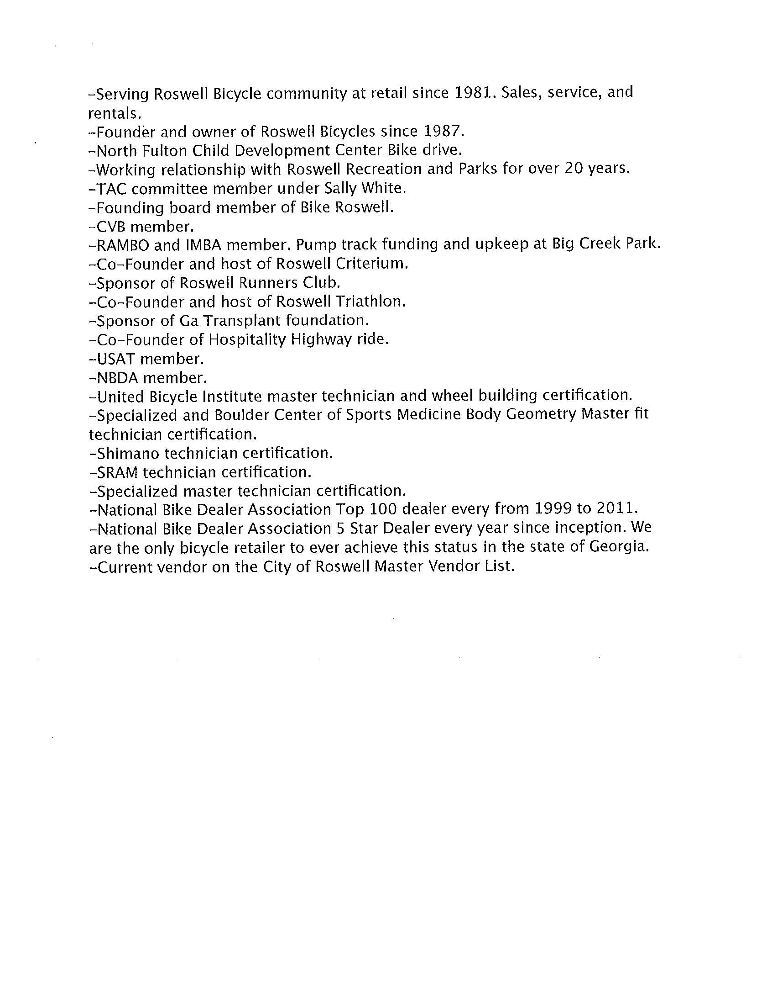 -Serving Roswell Bicycle community at retail since 1981. Sales, service, and
rentals.
-Founder and owner of Roswell Bicycles since 1987.
-North Fulton Child Development Center Bike drive.
-Working relationship with Roswell Recreation and Parks for over 20 years.
-TAC committee member under Sally White.
-Founding board member of Bike Roswell.
-CVB member.
-RAMBO and IMBA member. Pump track funding and upkeep at Big Creek Park.
-Co-Founder and host of Roswell Criterium.
-Sponsor of Roswell Runners Club.
-Co-Founder and host of Roswell Triathlon.
-Sponsor of Ga Transplant foundation.
-Co-Founder of Hospitality Highway ride.
-USAT member.
-NBDA member.
-United Bicycle Institute master technician and wheel building certification.
-Specialized and Boulder Center of Sports Medicine Body Geometry Master fit
technician certification.
-Shimano technician certification.
-SRAM technician certification.
-Specialized master technician certification.
-National Bike Dealer Association Top 100 dealer every from 1999 to 2011.
-National Bike Dealer Association 5 Star Dealer every year since inception. We
are the only bicycle retailer to ever achieve this status in the state of Georgia.
-Current vendor on the City of Roswell Master Vendor List.